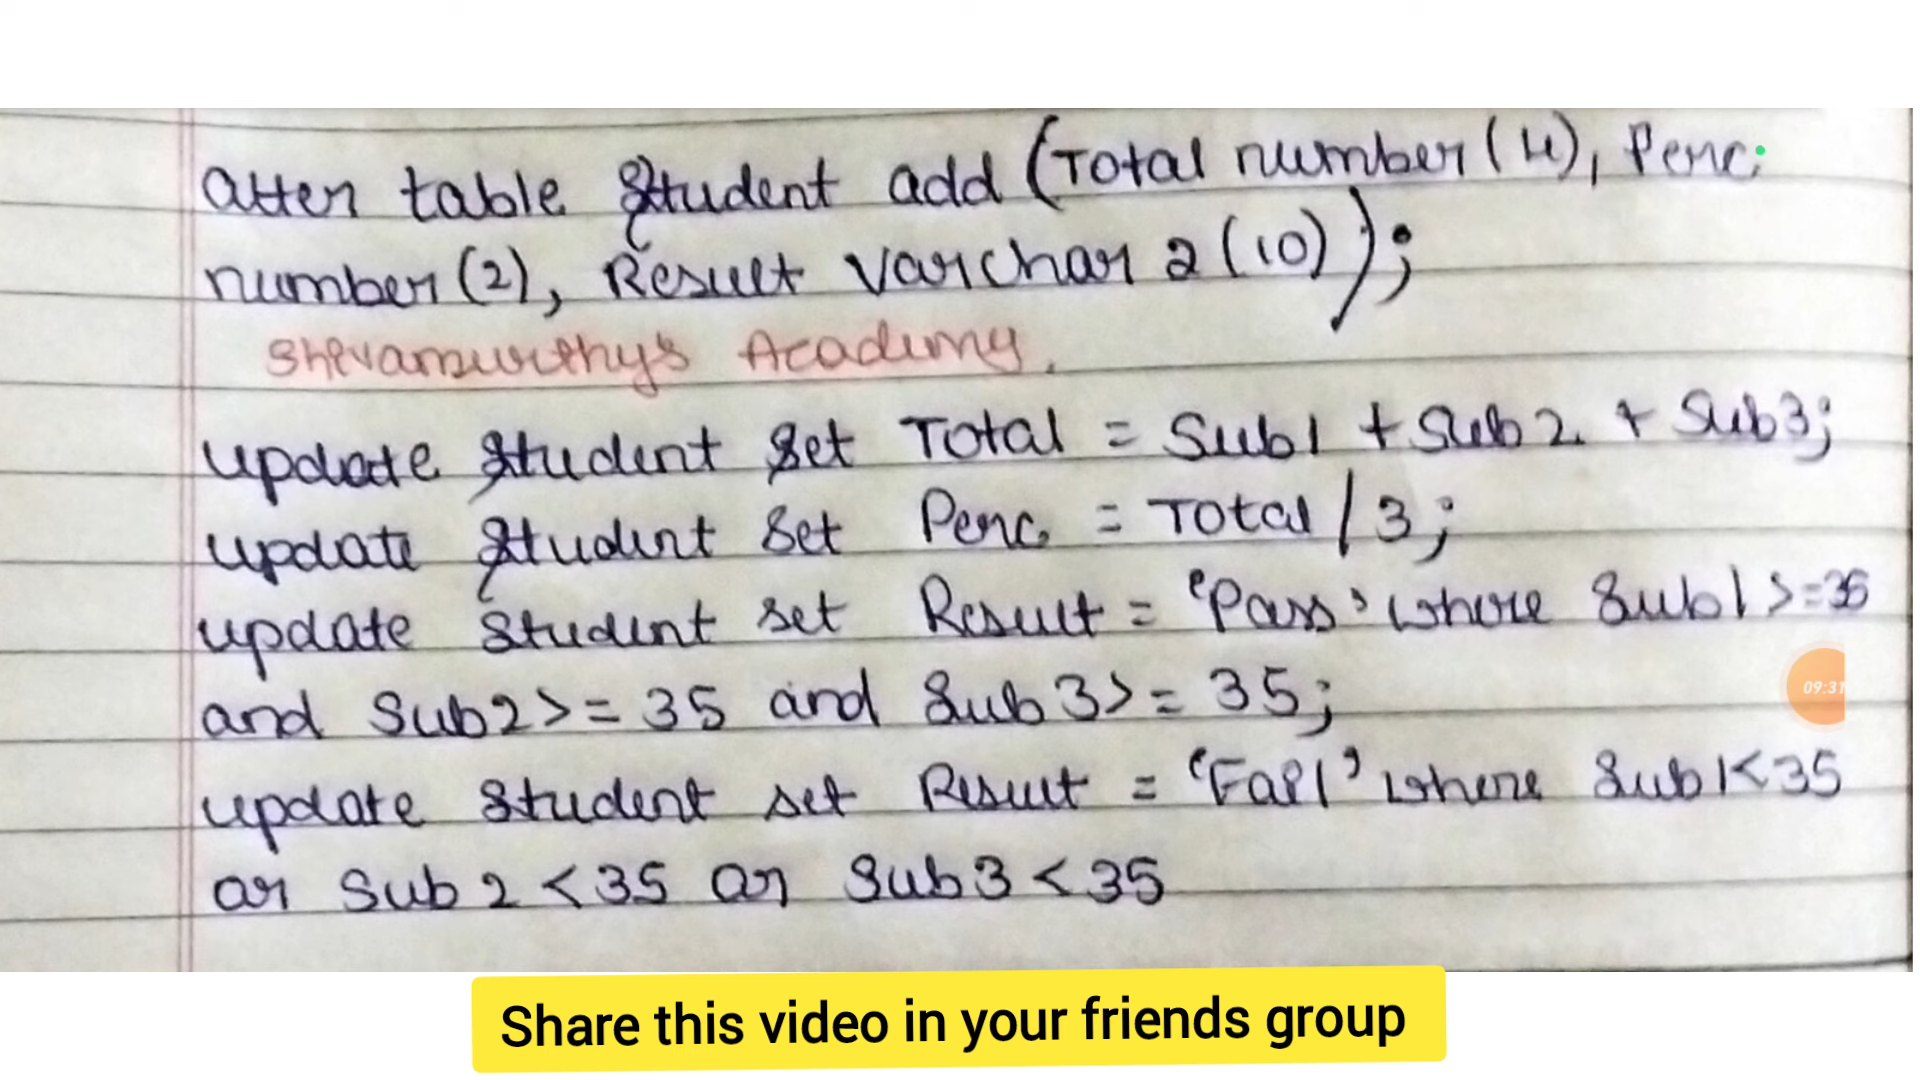 alter table student add (Total number(4), Perc
number(2), Result varchar 2(10));
Shivamurthy's Academy.
update student set Total = Sub1 + Sub2 + Sub3;
update student set Perc = Total / 3;
update student set Result = 'Pass' where Sub1 >= 35
and Sub2 >= 35 and Sub3 >= 35;
update student set Result = 'Fail' where Sub1 < 35
or Sub2 < 35 or Sub3 < 35
09:31
Share this video in your friends group